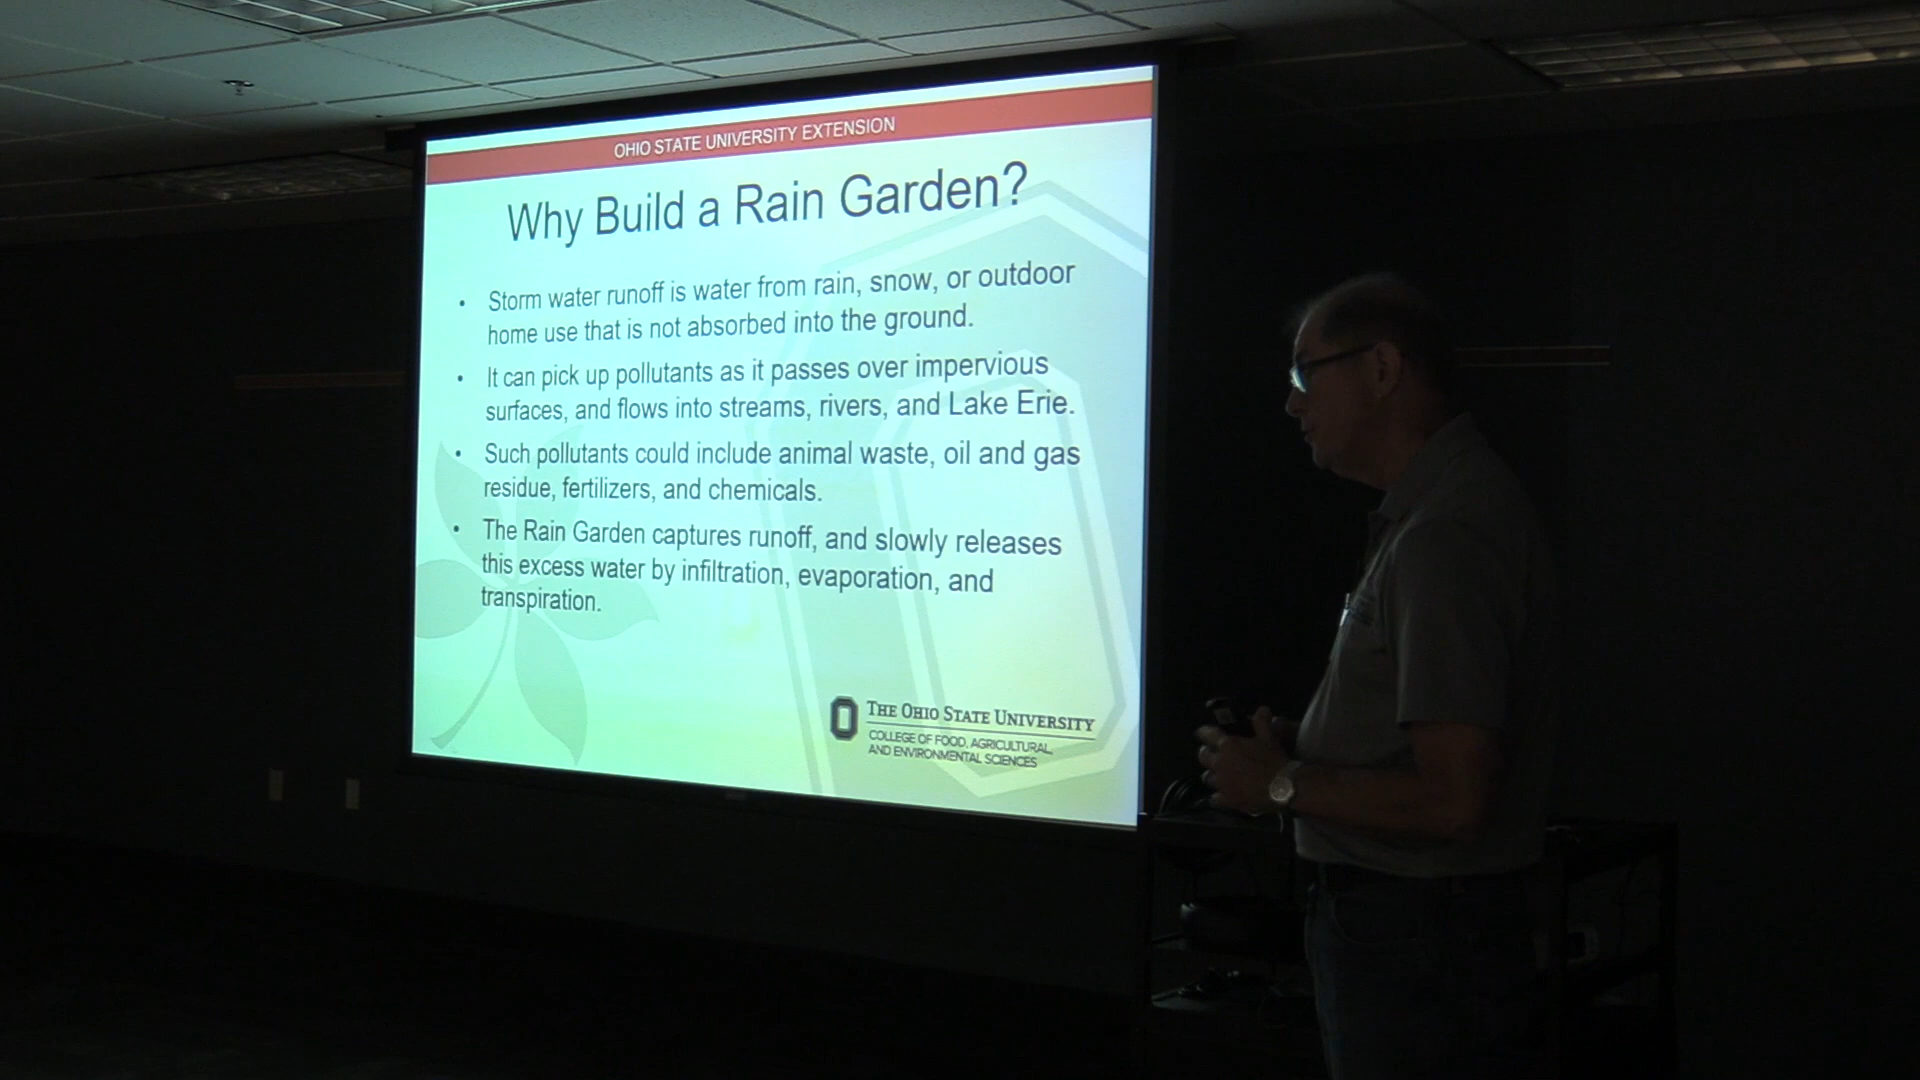 OHIO STATE UNIVERSITY EXTENSION
Why Build a Rain Garden?
• Storm water runoff is water from rain, snow, or outdoor
home use that is not absorbed into the ground.
• It can pick up pollutants as it passes over impervious
surfaces, and flows into streams, rivers, and Lake Erie.
• Such pollutants could include animal waste, oil and gas
residue, fertilizers, and chemicals.
• The Rain Garden captures runoff, and slowly releases
this excess water by infiltration, evaporation, and
transpiration.
THE OHIO STATE UNIVERSITY
COLLEGE OF FOOD, AGRICULTURAL,
AND ENVIRONMENTAL SCIENCES